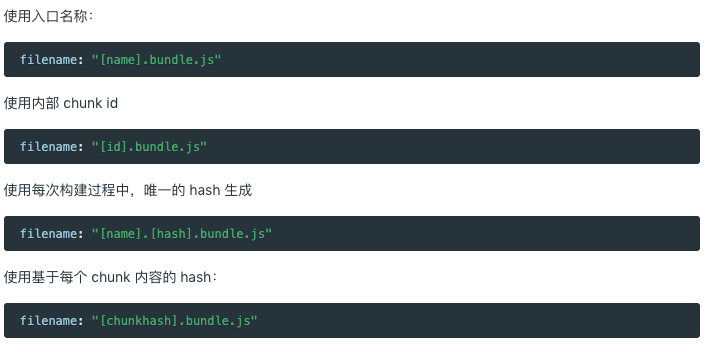 使用入口名称：
filename: "[name].bundle.js"
使用内部 chunk id
filename: "[id].bundle.js"
使用每次构建过程中，唯一的 hash 生成
filename: "[name].[hash].bundle.js"
使用基于每个 chunk 内容的 hash：
filename: "[chunkhash].bundle.js"